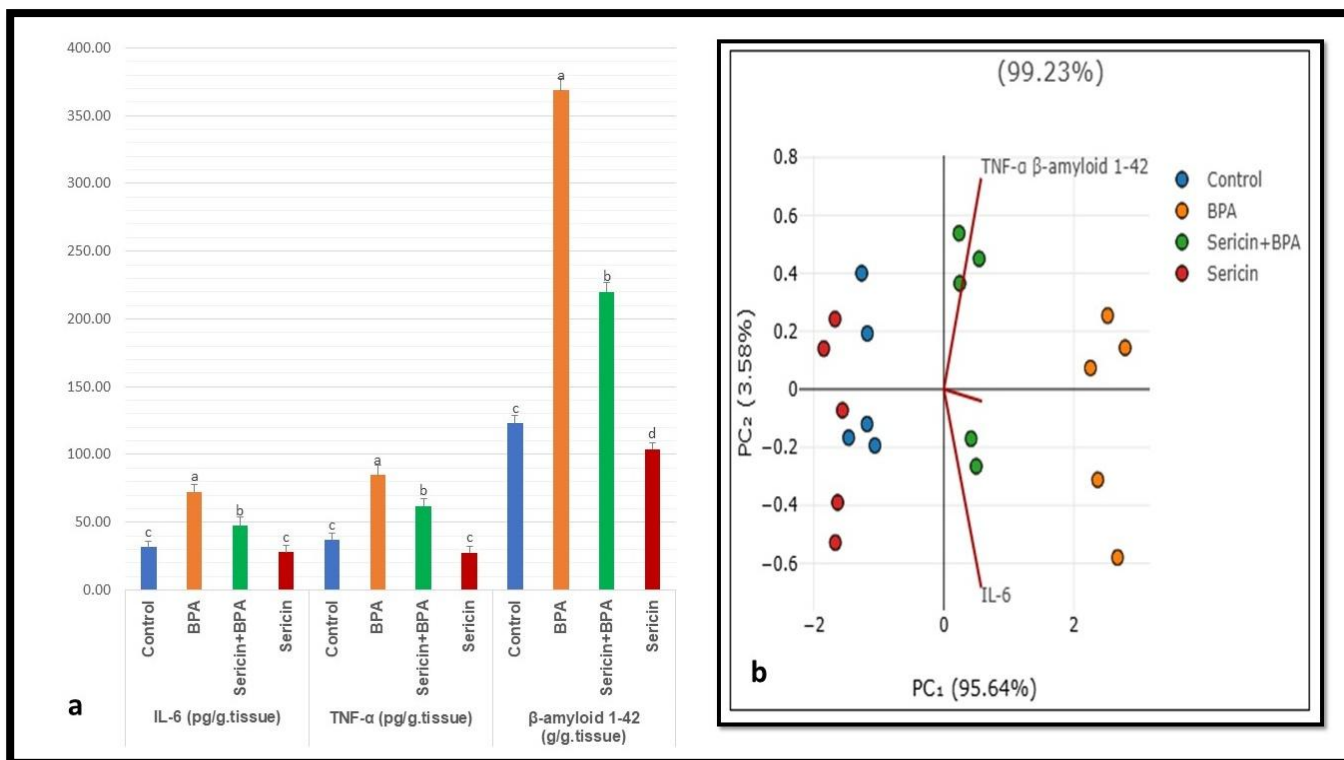 400.00
350.00
300.00
250.00
200.00
150.00
100.00
50.00
0.00
c
a
b
c
c
a
b
c
c
a
b
d
Control
BPA
Sericin+BPA
Sericin
Control
BPA
Sericin+BPA
Sericin
Control
BPA
Sericin+BPA
Sericin
IL-6 (pg/g.tissue)
TNF-α (pg/g.tissue)
β-amyloid 1-42
(g/g.tissue)
a
(99.23%)
0.8
0.6
0.4
0.2
0
−0.2
−0.4
−0.6
PC₂ (3.58%)
TNF-α β-amyloid 1-42
IL-6
Control
BPA
Sericin+BPA
Sericin
−2
0
2
PC₁ (95.64%)
b